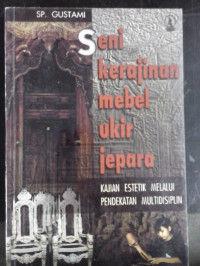 SP. GUSTAMI
Seni
kerajinan
mebel
ukir
jepara
KAJIAN ESTETIK MELALUI
PENDEKATAN MULTIDISIPLIN